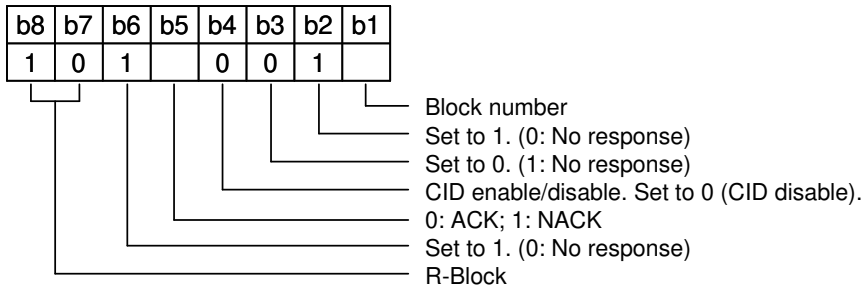 b8 b7 b6 b5 b4 b3 b2 b1
1 0 1 0 0 1
Block number
Set to 1. (0: No response)
Set to 0. (1: No response)
CID enable/disable. Set to 0 (CID disable).
0: ACK; 1: NACK
Set to 1. (0: No response)
R-Block